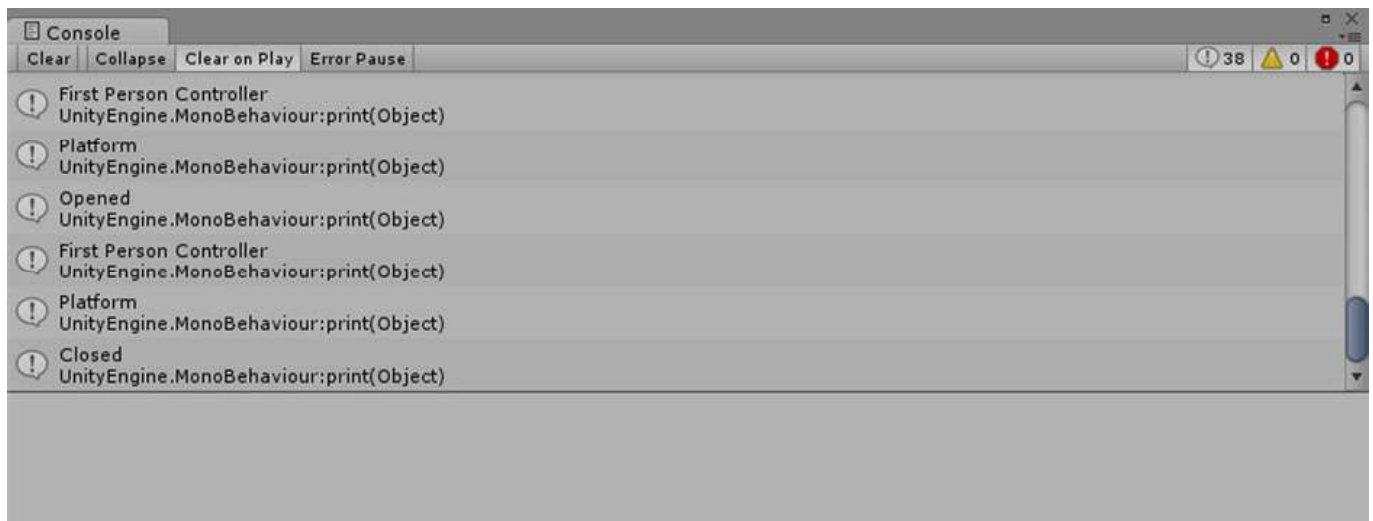 Console
Clear Collapse Clear on Play Error Pause 38 0 0
First Person Controller
UnityEngine.MonoBehaviour:print(Object)
Platform
UnityEngine.MonoBehaviour:print(Object)
Opened
UnityEngine.MonoBehaviour:print(Object)
First Person Controller
UnityEngine.MonoBehaviour:print(Object)
Platform
UnityEngine.MonoBehaviour:print(Object)
Closed
UnityEngine.MonoBehaviour:print(Object)